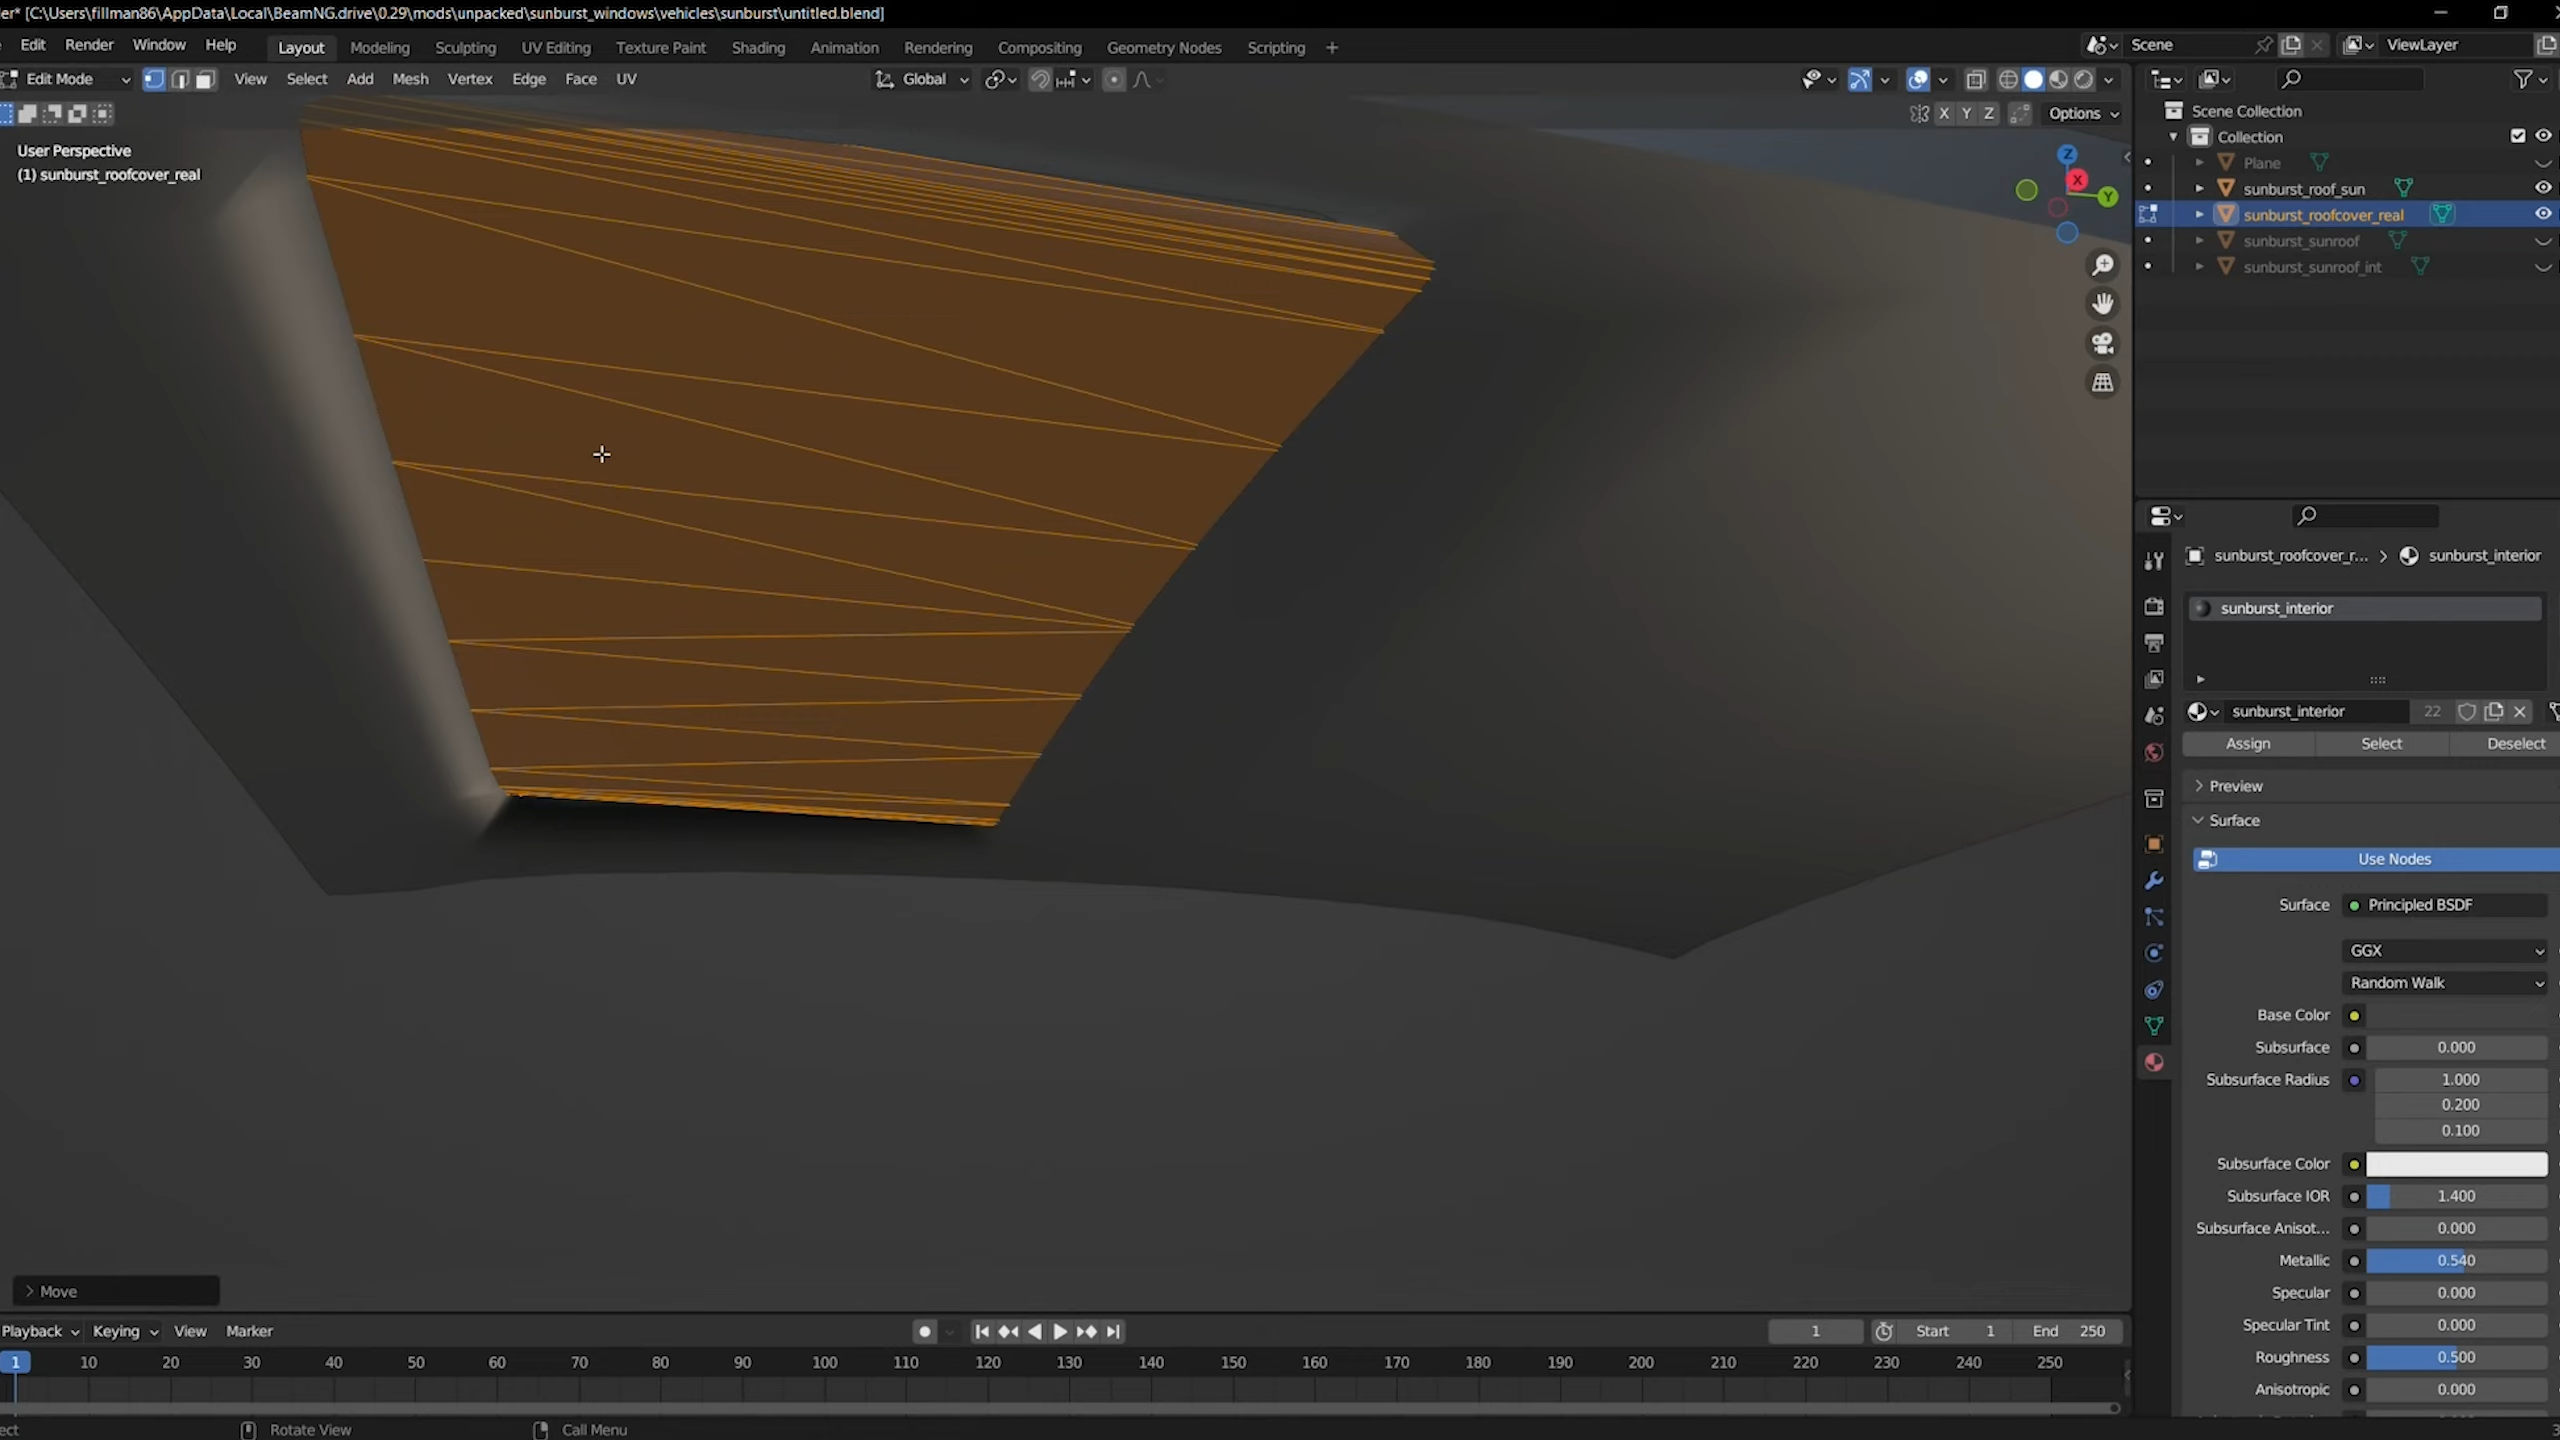 er* [C:\Users\fillman86\AppData\Local\BeamNG.drive\0.29\mods\unpacked\sunburst_windows\vehicles\sunburst\untitled.blend]
Edit Render Window Help Layout Modeling Sculpting UV Editing Texture Paint Shading Animation Rendering Compositing Geometry Nodes Scripting + Scene ViewLayer
Edit Mode View Select Add Mesh Vertex Edge Face UV Global
X Y Z Options
User Perspective
(1) sunburst_roofcover_real
Z
X
Y
Scene Collection
Collection
Plane
sunburst_roof_sun
sunburst_roofcover_real
sunburst_sunroof
sunburst_sunroof_int
sunburst_roofcover_r... > sunburst_interior
sunburst_interior
sunburst_interior 22
Assign Select Deselect
Preview
Surface
Use Nodes
Surface Principled BSDF
GGX
Random Walk
Base Color
Subsurface 0.000
Subsurface Radius 1.000
0.200
0.100
Subsurface Color
Subsurface IOR 1.400
Subsurface Anisot... 0.000
Metallic 0.540
Specular 0.000
Specular Tint 0.000
Roughness 0.500
Anisotropic 0.000
> Move
Playback Keying View Marker 1 Start 1 End 250
1 10 20 30 40 50 60 70 80 90 100 110 120 130 140 150 160 170 180 190 200 210 220 230 240 250
ect Rotate View Call Menu